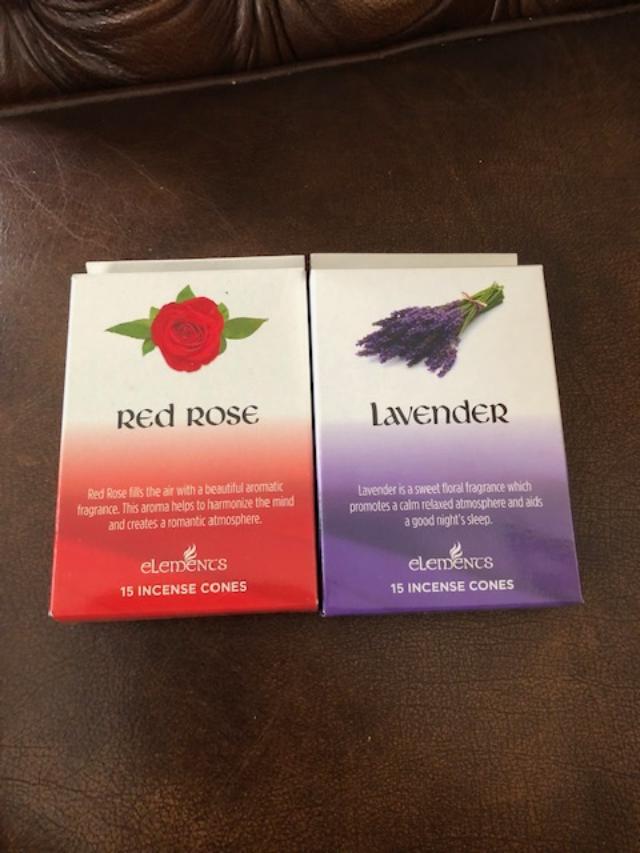 Red Rose
Red Rose fills the air with a beautiful aromatic
fragrance. This aroma helps to harmonize the mind
and creates a romantic atmosphere.
elements
15 INCENSE CONES
Lavender
Lavender is a sweet floral fragrance which
promotes a calm relaxed atmosphere and aids
a good night's sleep.
elements
15 INCENSE CONES